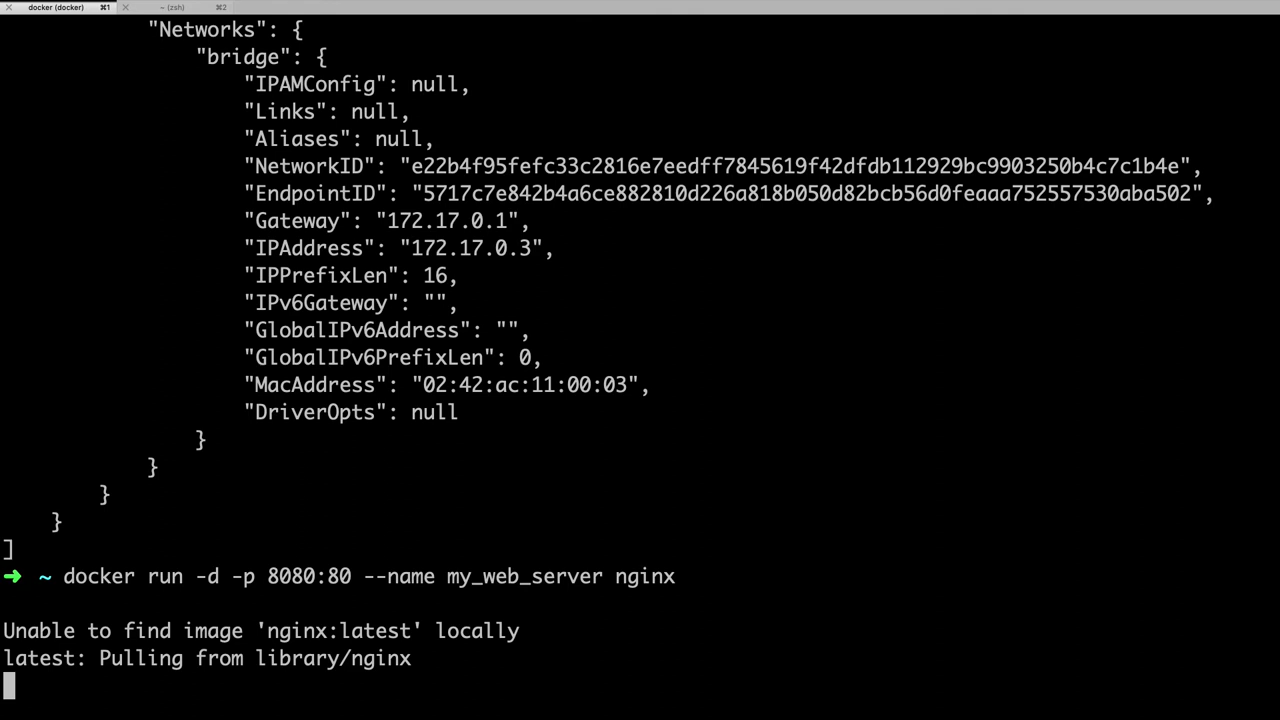 docker (docker) ⌘1 ~ (zsh) ⌘2
"Networks": {
"bridge": {
"IPAMConfig": null,
"Links": null,
"Aliases": null,
"NetworkID": "e22b4f95fefc33c2816e7eedff7845619f42dfdb112929bc9903250b4c7c1b4e",
"EndpointID": "5717c7e842b4a6ce882810d226a818b050d82bcb56d0feaaa752557530aba502",
"Gateway": "172.17.0.1",
"IPAddress": "172.17.0.3",
"IPPrefixLen": 16,
"IPv6Gateway": "",
"GlobalIPv6Address": "",
"GlobalIPv6PrefixLen": 0,
"MacAddress": "02:42:ac:11:00:03",
"DriverOpts": null
}
}
}
}
]
➜ ~ docker run -d -p 8080:80 --name my_web_server nginx
Unable to find image 'nginx:latest' locally
latest: Pulling from library/nginx